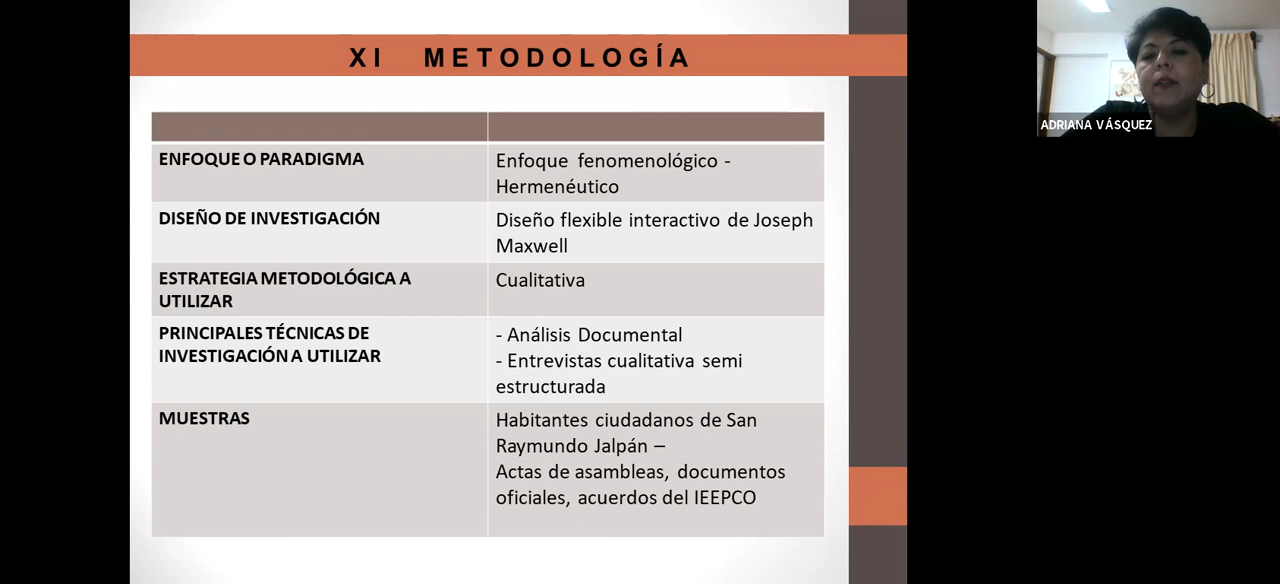 XI METODOLOGÍA
ENFOQUE O PARADIGMA
Enfoque fenomenológico -
Hermenéutico
DISEÑO DE INVESTIGACIÓN
Diseño flexible interactivo de Joseph
Maxwell
ESTRATEGIA METODOLÓGICA A
UTILIZAR
Cualitativa
PRINCIPALES TÉCNICAS DE
INVESTIGACIÓN A UTILIZAR
- Análisis Documental
- Entrevistas cualitativa semi
estructurada
MUESTRAS
Habitantes ciudadanos de San
Raymundo Jalpán –
Actas de asambleas, documentos
oficiales, acuerdos del IEEPCO
ADRIANA VÁSQUEZ